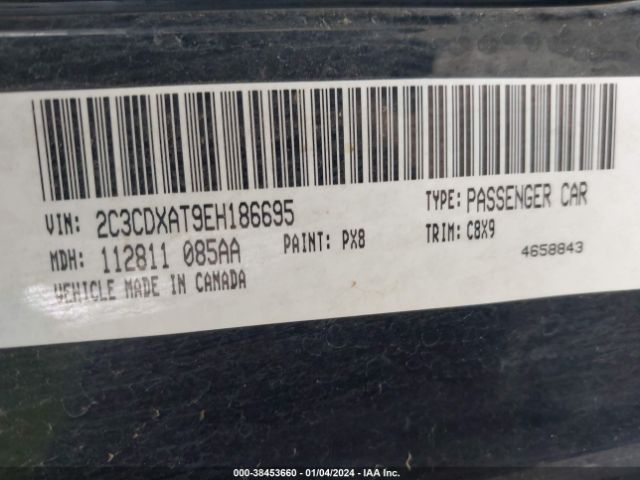 VIN: 2C3CDXAT9EH186695 TYPE: PASSENGER CAR
MDH: 112811 085AA PAINT: PX8 TRIM: C8X9
VEHICLE MADE IN CANADA 4658843
000-38453660 - 01/04/2024 - IAA Inc.